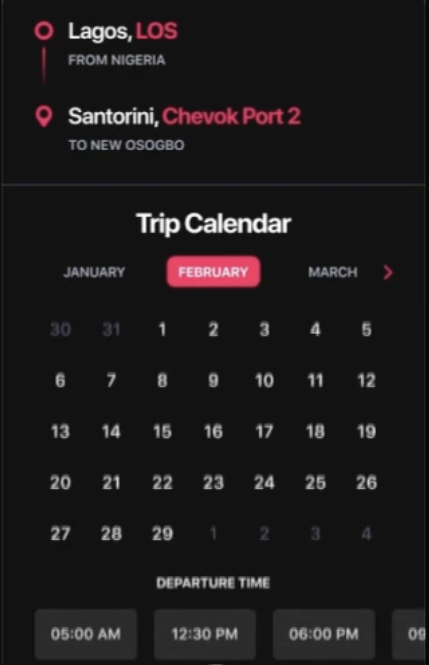 Lagos, LOS
FROM NIGERIA
Santorini, Chevok Port 2
TO NEW OSOGBO
Trip Calendar
JANUARY FEBRUARY MARCH
30 31 1 2 3 4 5
6 7 8 9 10 11 12
13 14 15 16 17 18 19
20 21 22 23 24 25 26
27 28 29 1 2 3 4
DEPARTURE TIME
05:00 AM 12:30 PM 06:00 PM 09